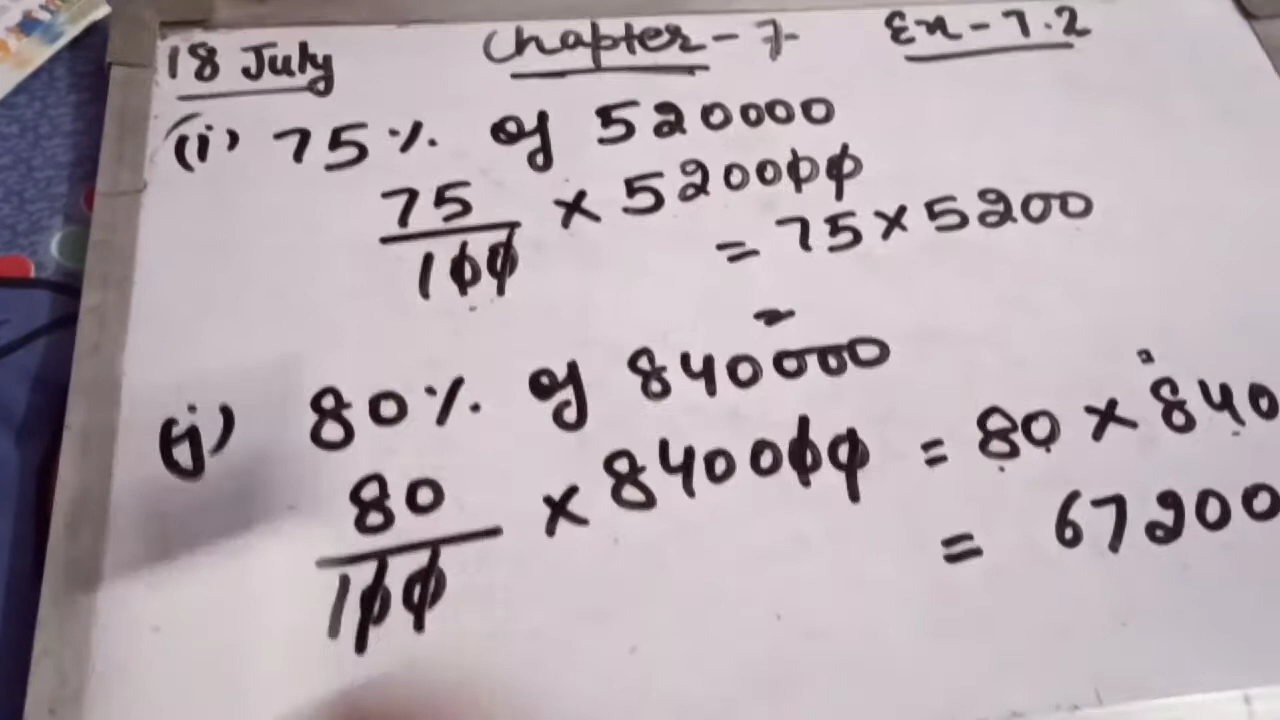 18 July Chapter-7 Ex-7.2
(i) 75% of 520000
75/100 × 520000 = 75×5200
=
(j) 80% of 840000
80/100 × 840000 = 80 × 840
= 67200